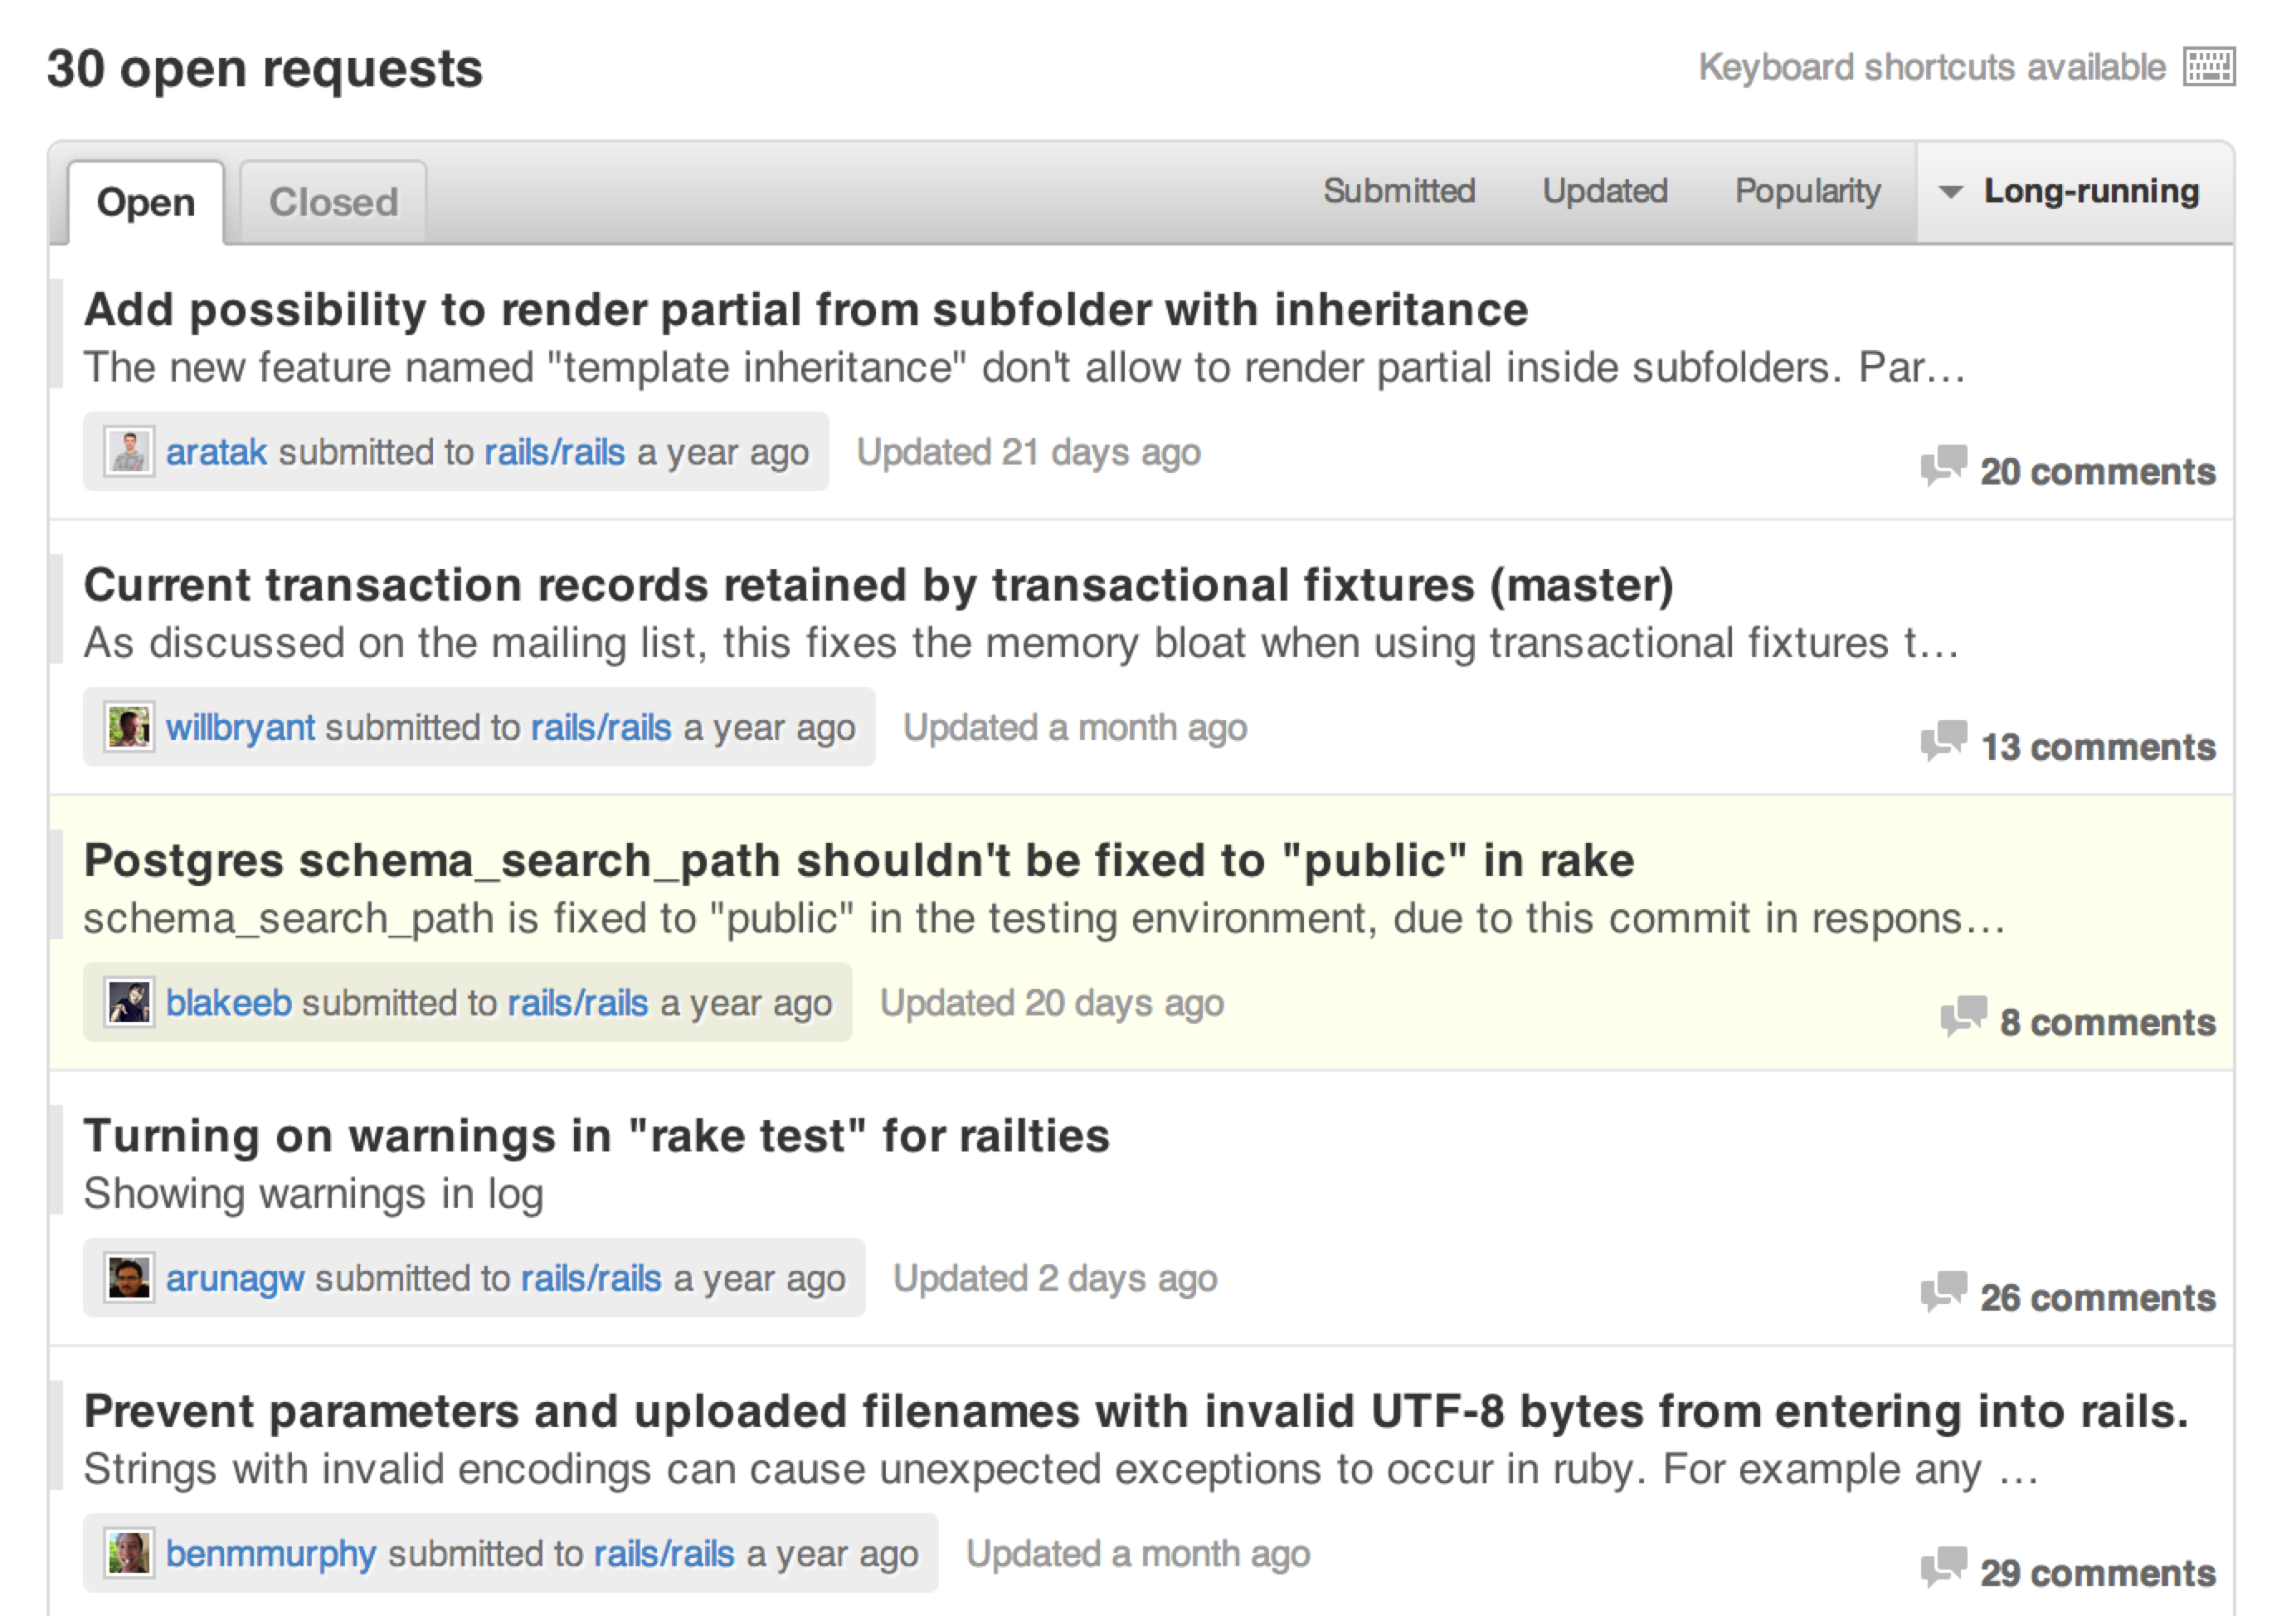 30 open requests
Keyboard shortcuts available
Open Closed Submitted Updated Popularity Long-running
Add possibility to render partial from subfolder with inheritance
The new feature named "template inheritance" don't allow to render partial inside subfolders. Par…
aratak submitted to rails/rails a year ago Updated 21 days ago
20 comments
Current transaction records retained by transactional fixtures (master)
As discussed on the mailing list, this fixes the memory bloat when using transactional fixtures t…
willbryant submitted to rails/rails a year ago Updated a month ago
13 comments
Postgres schema_search_path shouldn't be fixed to "public" in rake
schema_search_path is fixed to "public" in the testing environment, due to this commit in respons…
blakeeb submitted to rails/rails a year ago Updated 20 days ago
8 comments
Turning on warnings in "rake test" for railties
Showing warnings in log
arunagw submitted to rails/rails a year ago Updated 2 days ago
26 comments
Prevent parameters and uploaded filenames with invalid UTF-8 bytes from entering into rails.
Strings with invalid encodings can cause unexpected exceptions to occur in ruby. For example any …
benmmurphy submitted to rails/rails a year ago Updated a month ago
29 comments